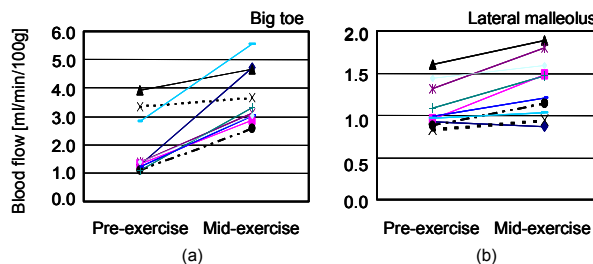 Big toe
Blood flow [ml/min/100g]
6.0
5.0
4.0
3.0
2.0
1.0
0.0
Pre-exercise Mid-exercise
(a)
Lateral malleolus
2.0
1.5
1.0
0.5
0.0
Pre-exercise Mid-exercise
(b)